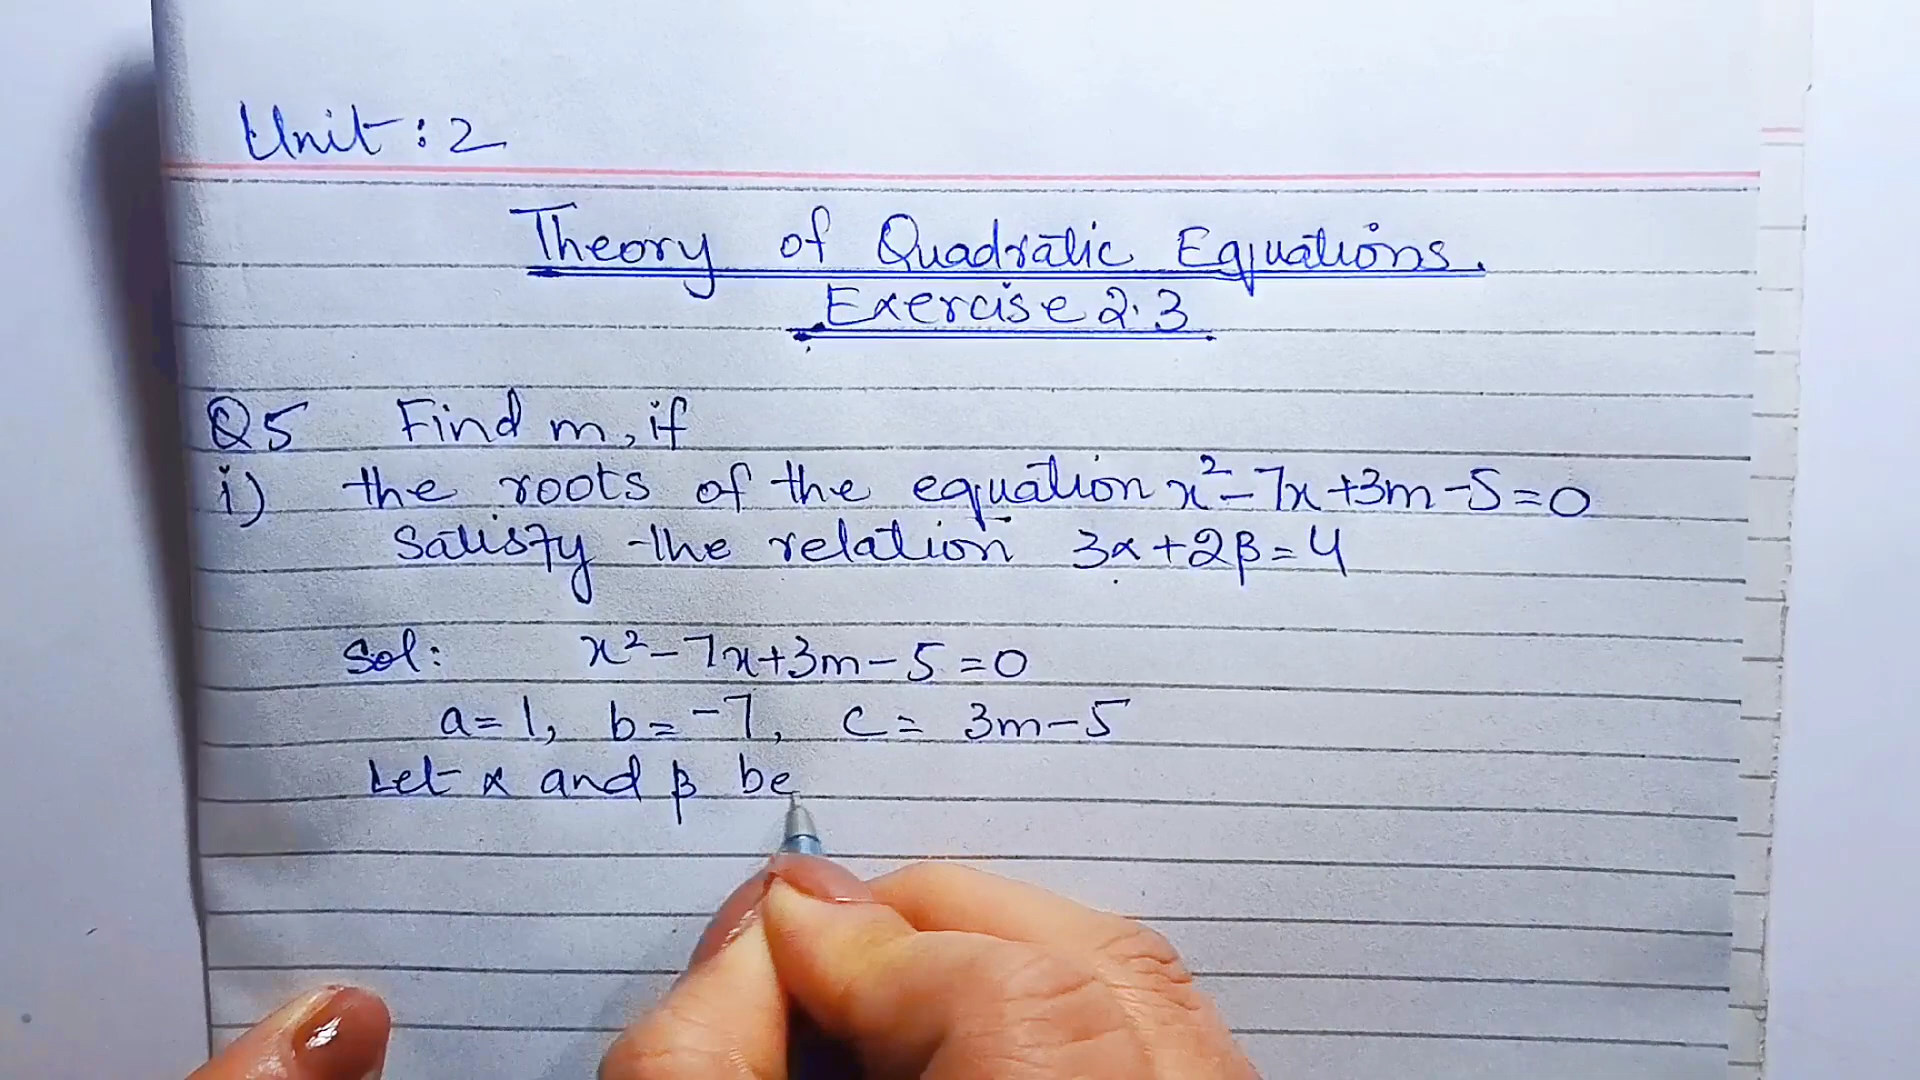 Unit : 2
Theory of Quadratic Equations.
Exercise 2.3
Q5 Find m, if
i) the roots of the equation x²-7x+3m-5=0
Satisfy the relation 3α+2β=4
Sol: x²-7x+3m-5=0
a=1, b=-7, c= 3m-5
Let α and β be